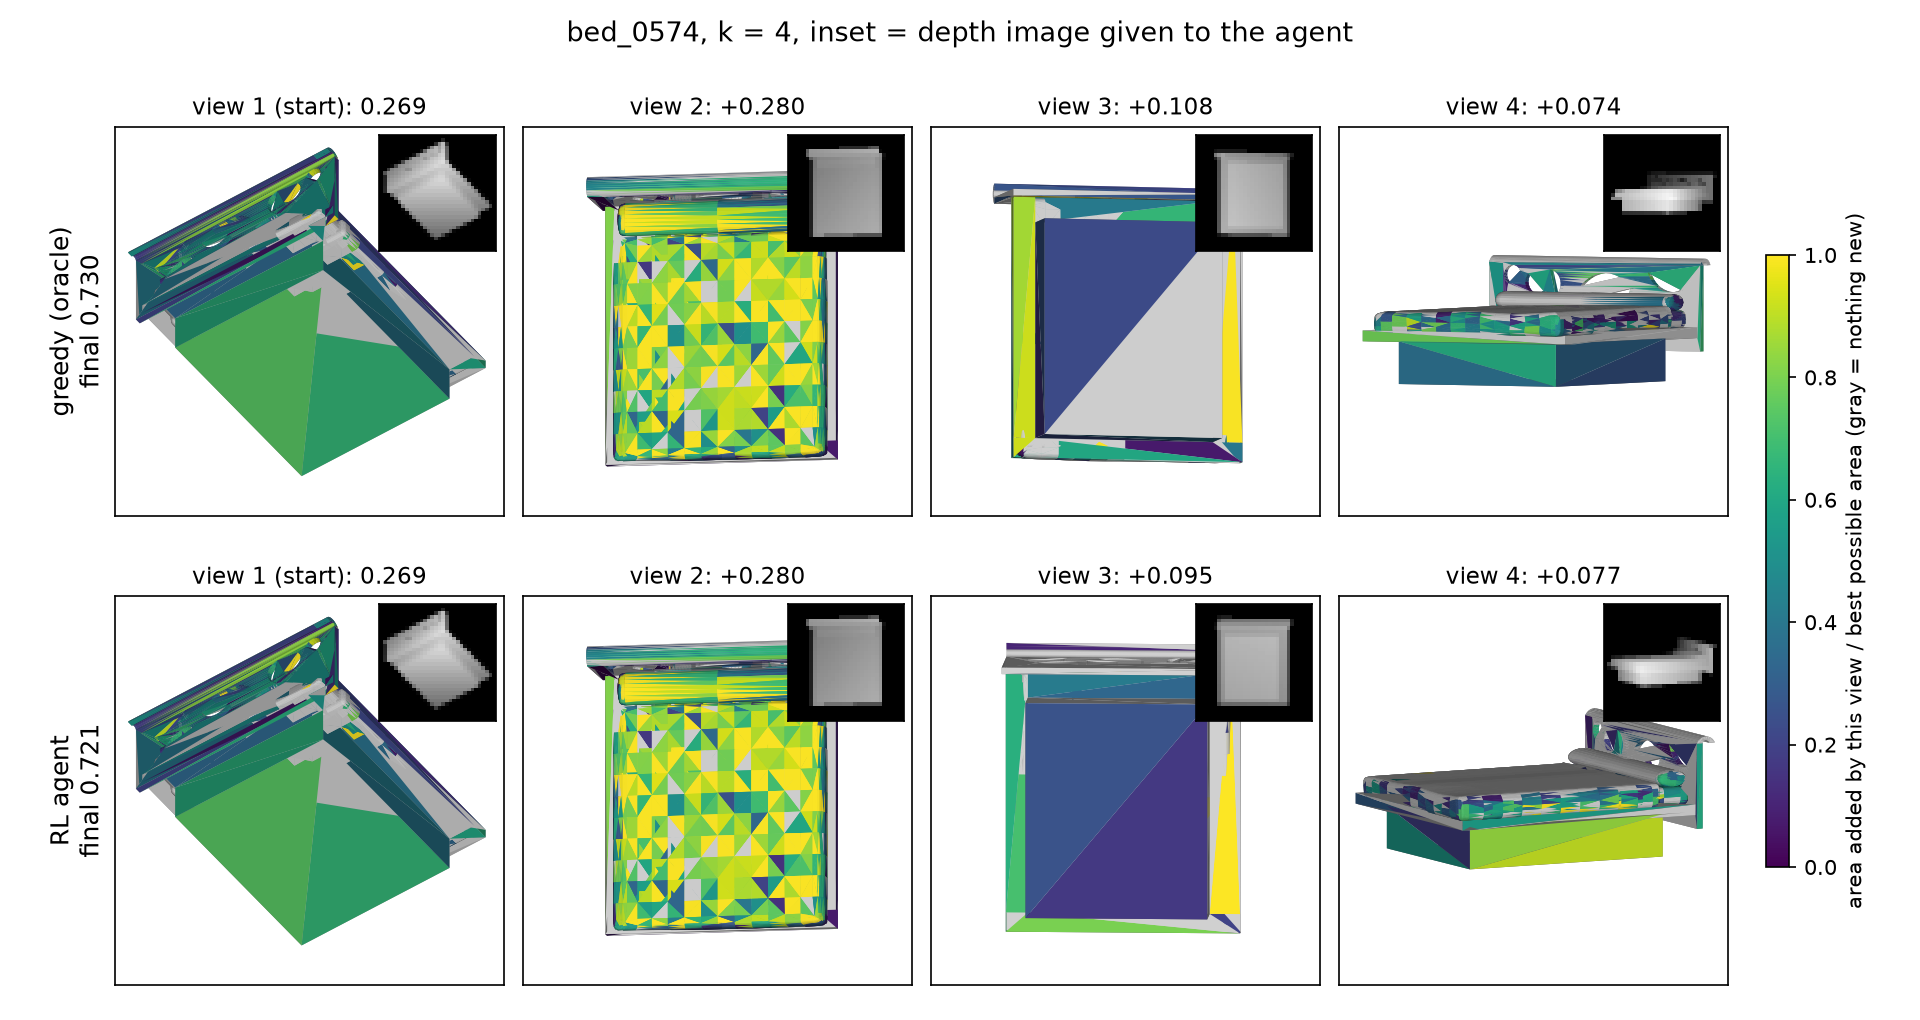 bed_0574, k = 4, inset = depth image given to the agent
view 1 (start): 0.269
view 2: +0.280
view 3: +0.108
view 4: +0.074
greedy (oracle)
final 0.730
view 1 (start): 0.269
view 2: +0.280
view 3: +0.095
view 4: +0.077
RL agent
final 0.721
1.0
0.8
0.6
0.4
0.2
0.0
area added by this view / best possible area (gray = nothing new)